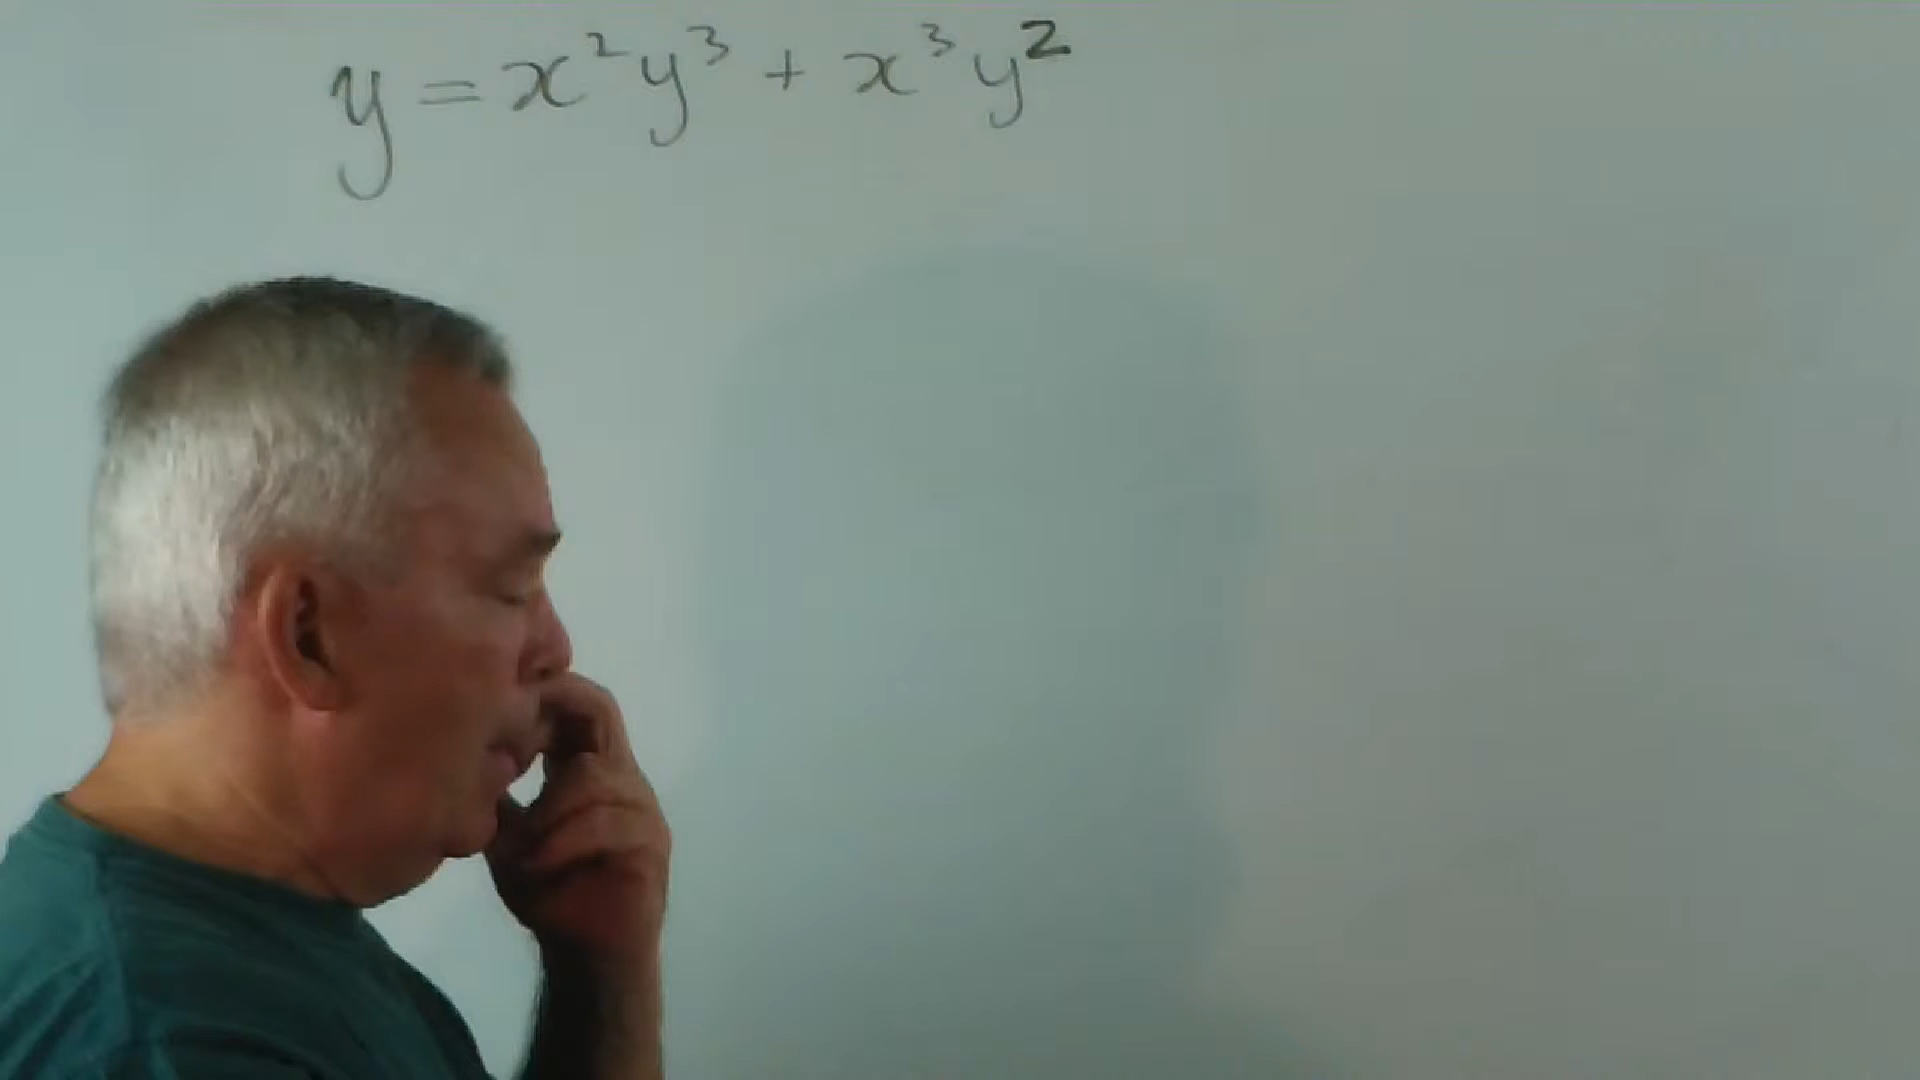 y = x²y³ + x³y²